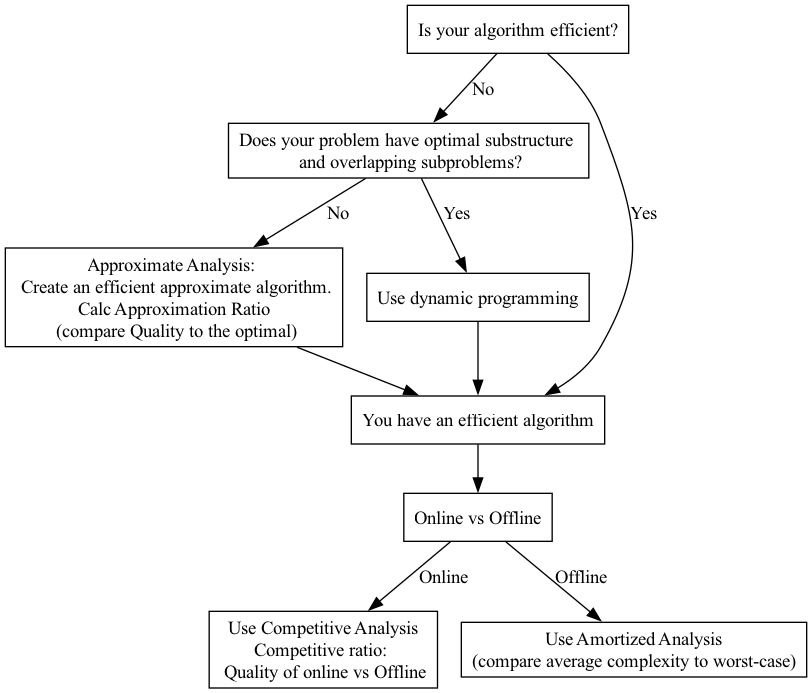 Is your algorithm efficient?
No
Does your problem have optimal substructure
and overlapping subproblems?
No
Yes
Yes
Approximate Analysis:
Create an efficient approximate algorithm.
Calc Approximation Ratio
(compare Quality to the optimal)
Use dynamic programming
You have an efficient algorithm
Online vs Offline
Online
Offline
Use Competitive Analysis
Competitive ratio:
Quality of online vs Offline
Use Amortized Analysis
(compare average complexity to worst-case)